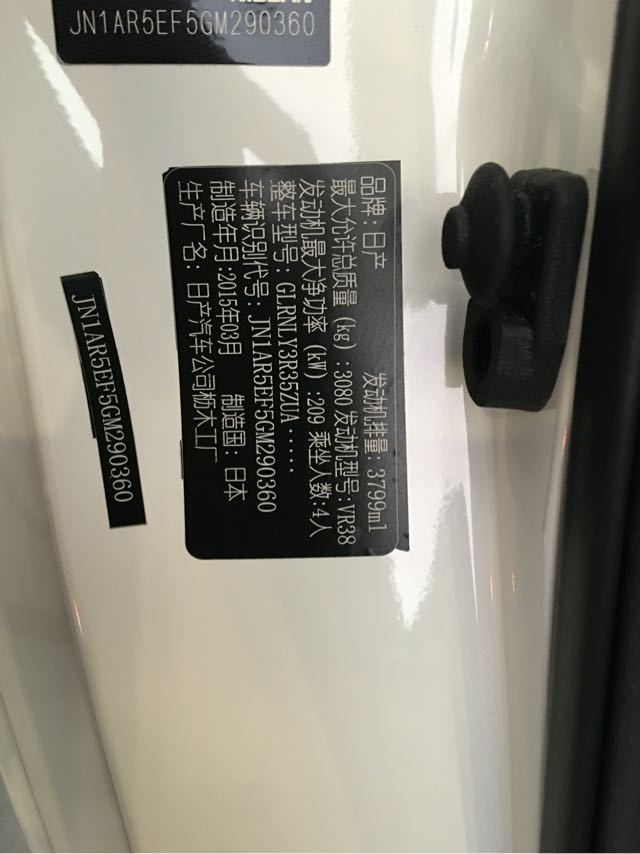 NISSAN
JN1AR5EF5GM290360
品牌:日产
发动机排量: 3799ml
最大允许总质量(kg):3080 发动机型号:VR38
发动机最大净功率(kW):209 乘坐人数:4人
整车型号: GLRNLY3R35ZUA·····
车辆识别代号: JN1AR5EF5GM290360
制造年月:2015年03月 制造国: 日本
生产厂名: 日产汽车公司枥木工厂
JN1AR5EF5GM290360